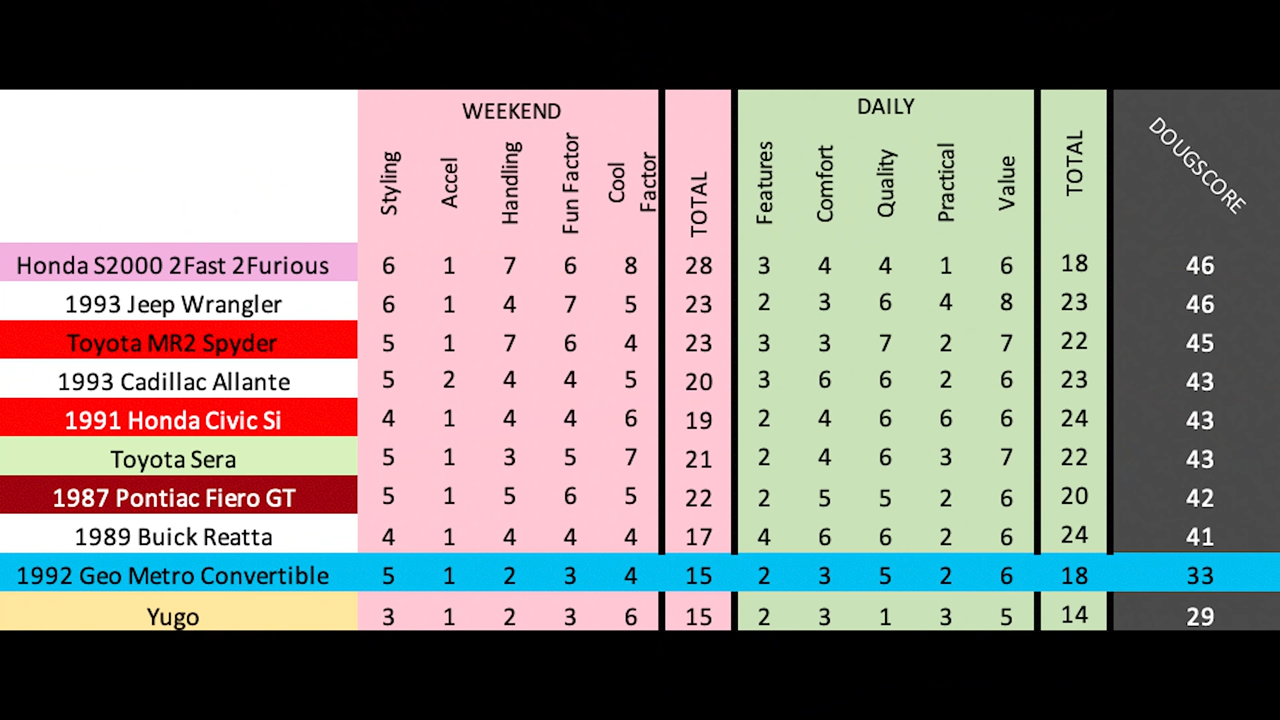 WEEKEND DAILY
Styling Accel Handling Fun Factor Cool Factor TOTAL Features Comfort Quality Practical Value TOTAL DOUGSCORE
Honda S2000 2Fast 2Furious 6 1 7 6 8 28 3 4 4 1 6 18 46
1993 Jeep Wrangler 6 1 4 7 5 23 2 3 6 4 8 23 46
Toyota MR2 Spyder 5 1 7 6 4 23 3 3 7 2 7 22 45
1993 Cadillac Allante 5 2 4 4 5 20 3 6 6 2 6 23 43
1991 Honda Civic Si 4 1 4 4 6 19 2 4 6 6 6 24 43
Toyota Sera 5 1 3 5 7 21 2 4 6 3 7 22 43
1987 Pontiac Fiero GT 5 1 5 6 5 22 2 5 5 2 6 20 42
1989 Buick Reatta 4 1 4 4 4 17 4 6 6 2 6 24 41
1992 Geo Metro Convertible 5 1 2 3 4 15 2 3 5 2 6 18 33
Yugo 3 1 2 3 6 15 2 3 1 3 5 14 29